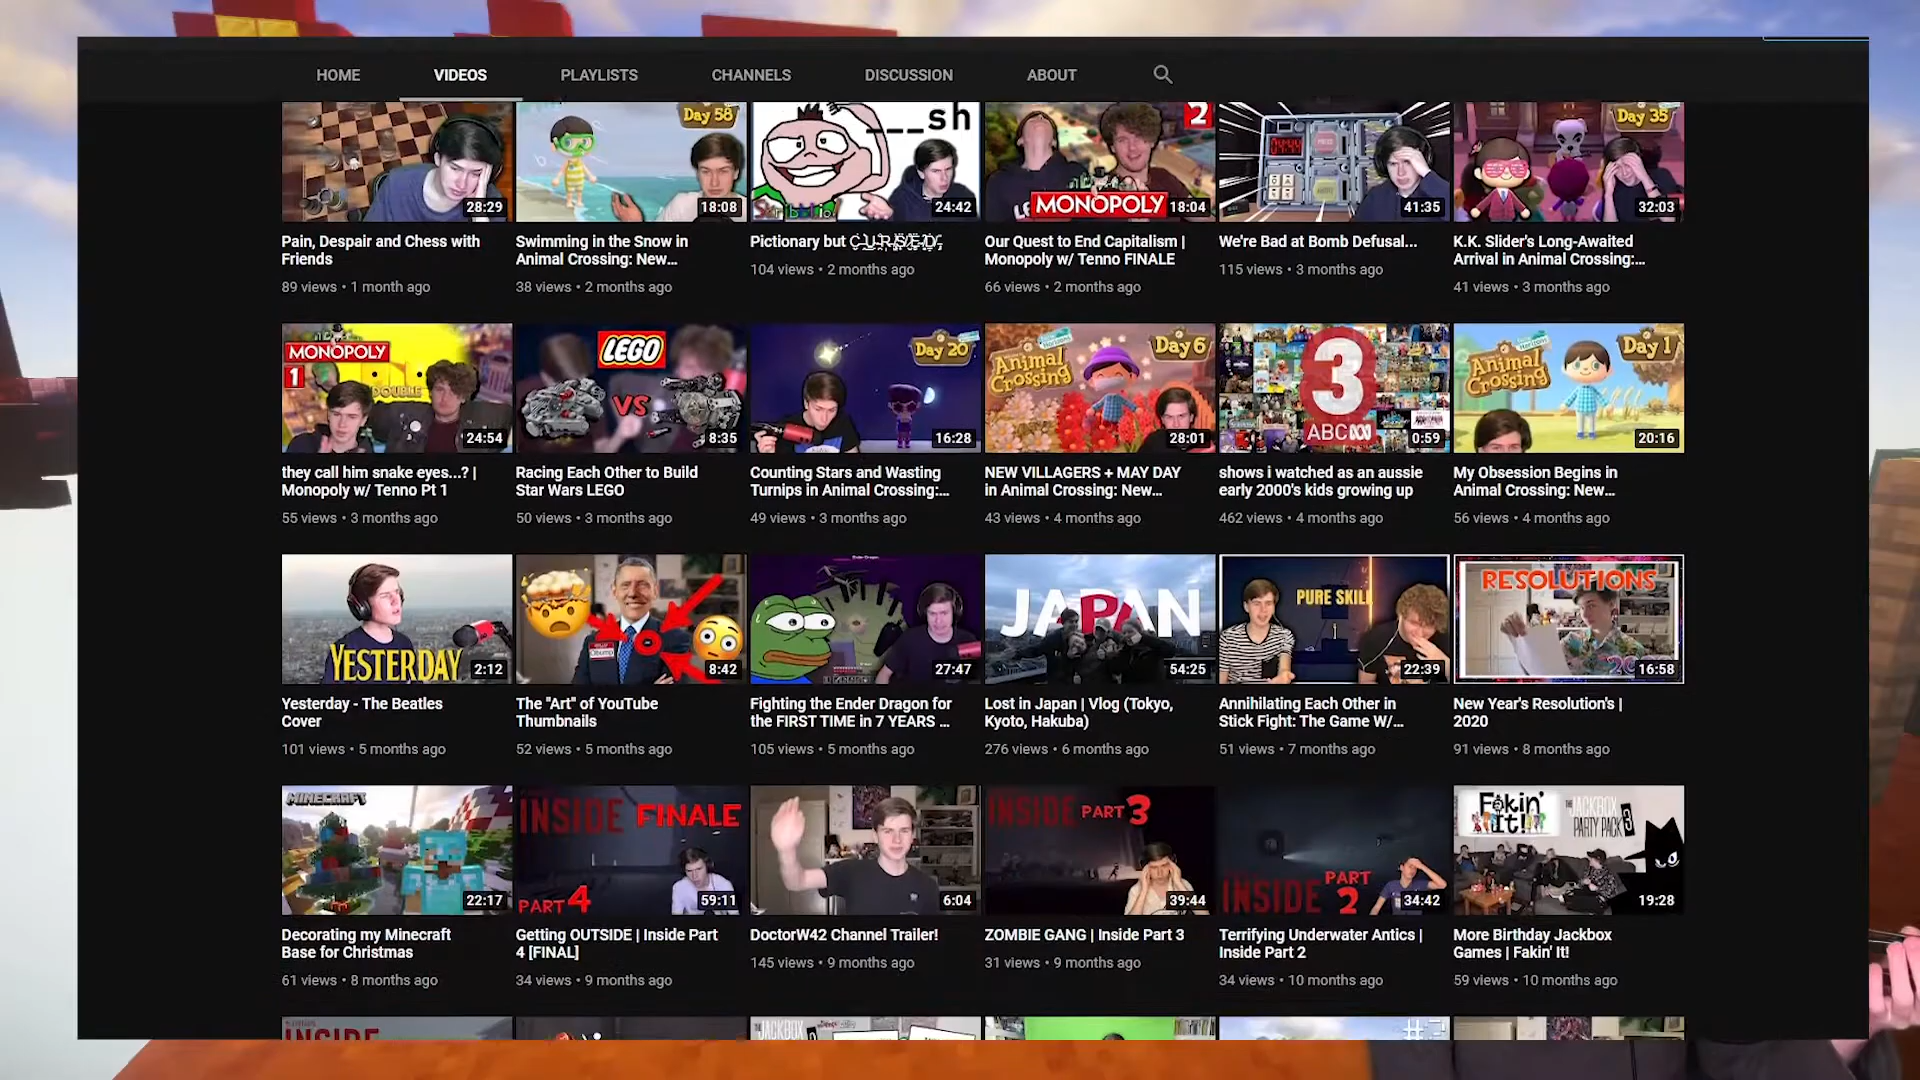 HOME VIDEOS PLAYLISTS CHANNELS DISCUSSION ABOUT
28:29
Day 58
18:08
___sh
24:42
2
MONOPOLY
18:04
41:35
Day 35
32:03
Pain, Despair and Chess with
Friends
89 views • 1 month ago
Swimming in the Snow in
Animal Crossing: New...
38 views • 2 months ago
Pictionary but C̶U̶R̶S̶E̶D̶
104 views • 2 months ago
Our Quest to End Capitalism |
Monopoly w/ Tenno FINALE
66 views • 2 months ago
We're Bad at Bomb Defusal...
115 views • 3 months ago
K.K. Slider's Long-Awaited
Arrival in Animal Crossing:...
41 views • 3 months ago
MONOPOLY
1
DOUBLE
24:54
LEGO
VS
8:35
Day 20
16:28
Animal
Crossing
Day 6
28:01
3
ABC
0:59
Animal
Crossing
Day 1
20:16
they call him snake eyes...? |
Monopoly w/ Tenno Pt 1
55 views • 3 months ago
Racing Each Other to Build
Star Wars LEGO
50 views • 3 months ago
Counting Stars and Wasting
Turnips in Animal Crossing:...
49 views • 3 months ago
NEW VILLAGERS + MAY DAY
in Animal Crossing: New...
43 views • 4 months ago
shows i watched as an aussie
early 2000's kids growing up
462 views • 4 months ago
My Obsession Begins in
Animal Crossing: New...
56 views • 4 months ago
YESTERDAY
2:12
8:42
Ender Dragon
27:47
JAPAN
54:25
PURE SKILL
22:39
RESOLUTIONS
16:58
Yesterday - The Beatles
Cover
101 views • 5 months ago
The "Art" of YouTube
Thumbnails
52 views • 5 months ago
Fighting the Ender Dragon for
the FIRST TIME in 7 YEARS ...
105 views • 5 months ago
Lost in Japan | Vlog (Tokyo,
Kyoto, Hakuba)
276 views • 6 months ago
Annihilating Each Other in
Stick Fight: The Game W/...
51 views • 7 months ago
New Year's Resolution's |
2020
91 views • 8 months ago
MINECRAFT
22:17
INSIDE FINALE
PART 4
59:11
6:04
INSIDE PART 3
39:44
INSIDE PART 2
34:42
Fakin'
It!
THE JACKBOX
PARTY PACK 3
19:28
Decorating my Minecraft
Base for Christmas
61 views • 8 months ago
Getting OUTSIDE | Inside Part
4 [FINAL]
34 views • 9 months ago
DoctorW42 Channel Trailer!
145 views • 9 months ago
ZOMBIE GANG | Inside Part 3
31 views • 9 months ago
Terrifying Underwater Antics |
Inside Part 2
34 views • 10 months ago
More Birthday Jackbox
Games | Fakin' It!
59 views • 10 months ago
INSIDE
JACKBOX